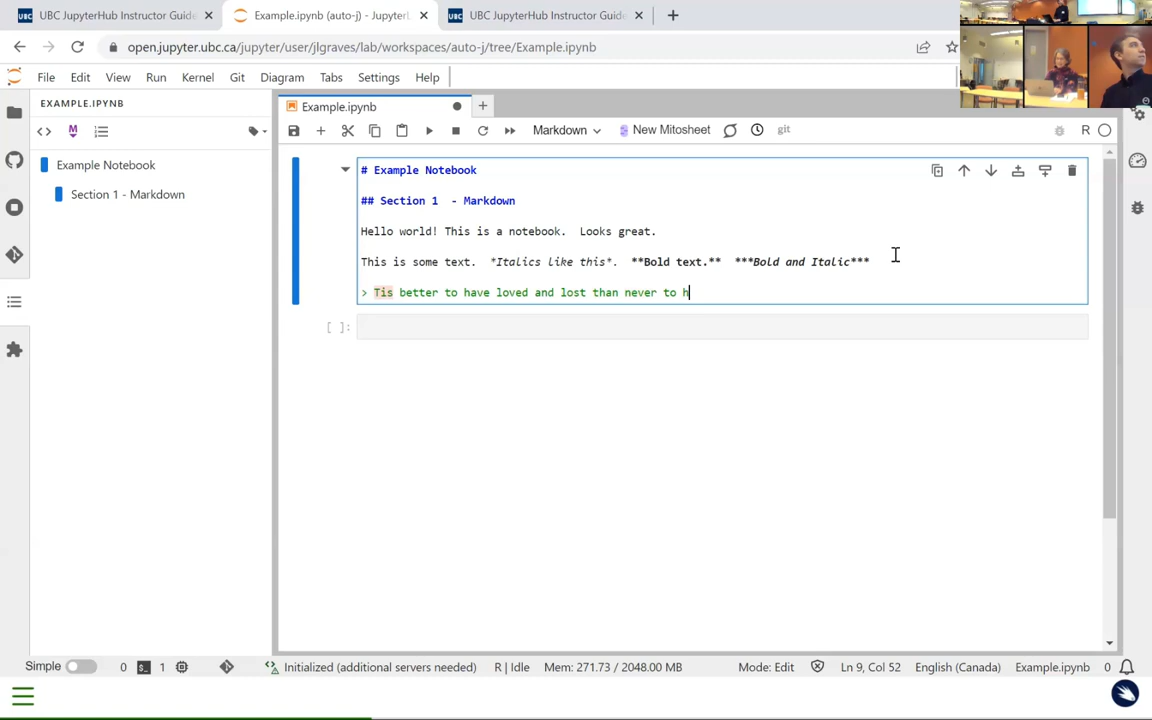 UBC JupyterHub Instructor Guide
Example.ipynb (auto-j) - JupyterL
UBC JupyterHub Instructor Guide
open.jupyter.ubc.ca/jupyter/user/jlgraves/lab/workspaces/auto-j/tree/Example.ipynb
File Edit View Run Kernel Git Diagram Tabs Settings Help
EXAMPLE.IPYNB
Example.ipynb
Markdown New Mitosheet git R
Example Notebook
Section 1 - Markdown
# Example Notebook
## Section 1  - Markdown
Hello world! This is a notebook.  Looks great.
This is some text.  *Italics like this*.  **Bold text.**  ***Bold and Italic***
> Tis better to have loved and lost than never to h
[ ]:
Simple 0 1 Initialized (additional servers needed) R | Idle Mem: 271.73 / 2048.00 MB Mode: Edit Ln 9, Col 52 English (Canada) Example.ipynb 0